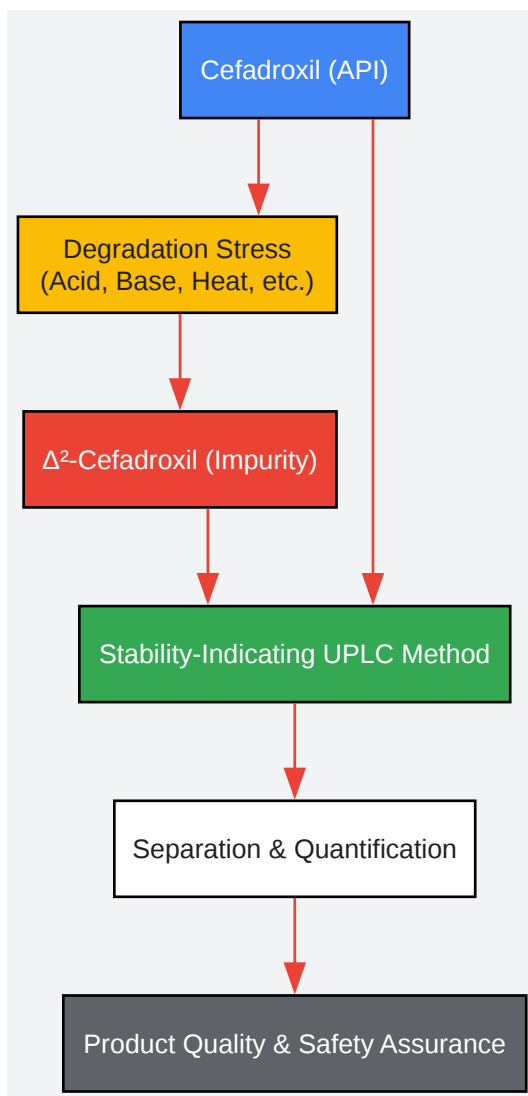 Cefadroxil (API)
Degradation Stress
(Acid, Base, Heat, etc.)
Δ²-Cefadroxil (Impurity)
Stability-Indicating UPLC Method
Separation & Quantification
Product Quality & Safety Assurance